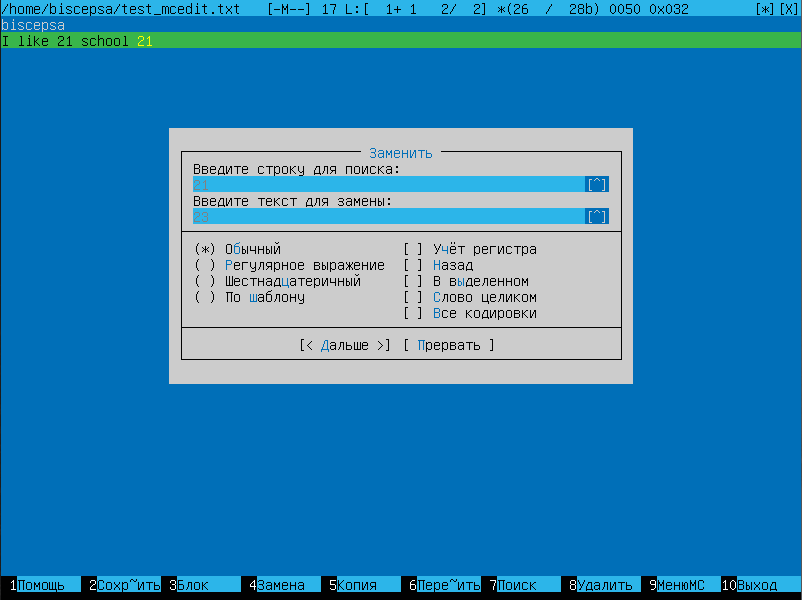 /home/biscepsa/test_mcedit.txt [-M--] 17 L:[ 1+ 1 2/ 2] *(26 / 28b) 0050 0x032 [*][X]
biscepsa
I like 21 school 21
Заменить
Введите строку для поиска:
21 [^]
Введите текст для замены:
23 [^]
(*) Обычный [ ] Учёт регистра
( ) Регулярное выражение [ ] Назад
( ) Шестнадцатеричный [ ] В выделенном
( ) По шаблону [ ] Слово целиком
[ ] Все кодировки
[< Дальше >] [ Прервать ]
1Помощь 2Сохр~ить 3Блок 4Замена 5Копия 6Пере~ить 7Поиск 8Удалить 9МенюMC 10Выход